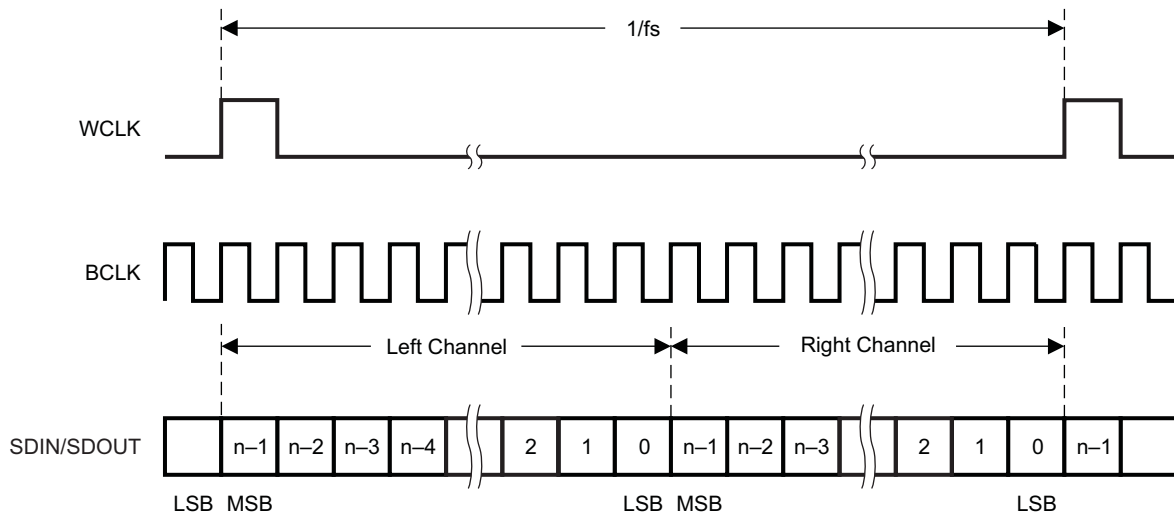 1/fs
WCLK
BCLK
Left Channel Right Channel
SDIN/SDOUT n–1 n–2 n–3 n–4 2 1 0 n–1 n–2 n–3 2 1 0 n–1
LSB MSB LSB MSB LSB